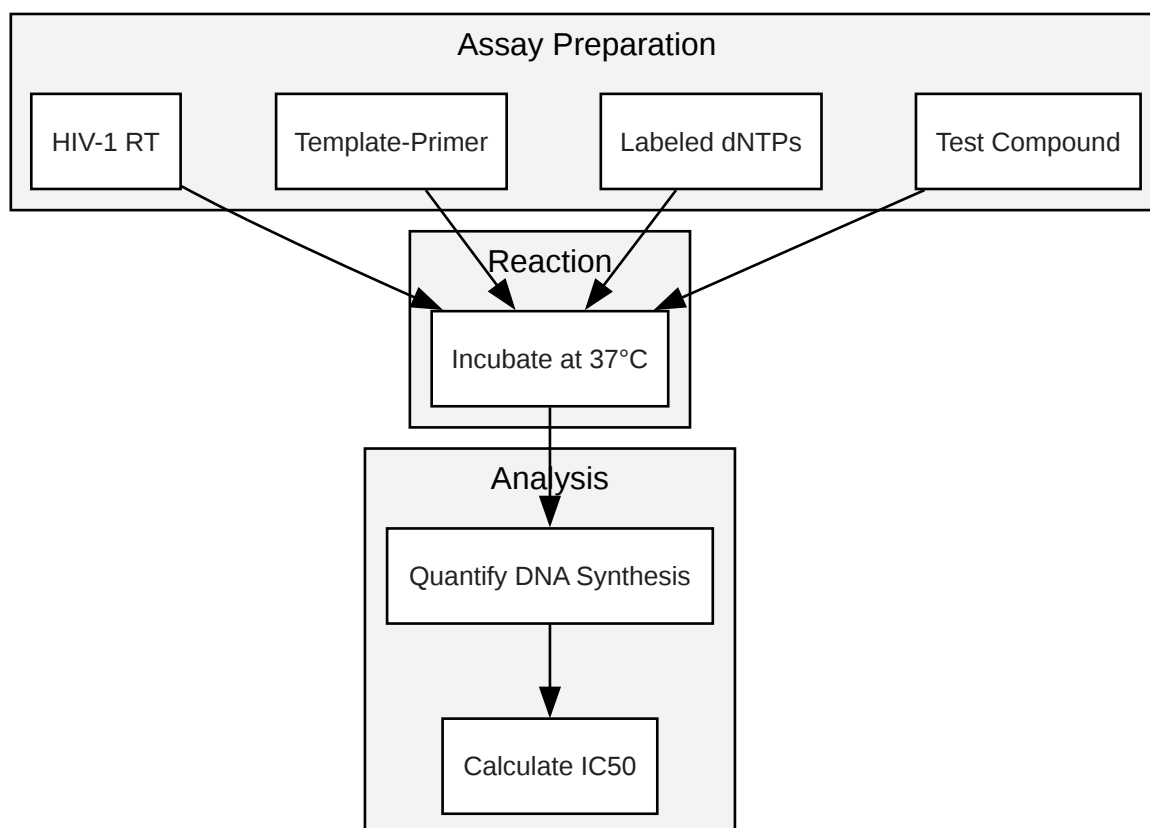 Assay Preparation
HIV-1 RT
Template-Primer
Labeled dNTPs
Test Compound
Reaction
Incubate at 37°C
Analysis
Quantify DNA Synthesis
Calculate IC50